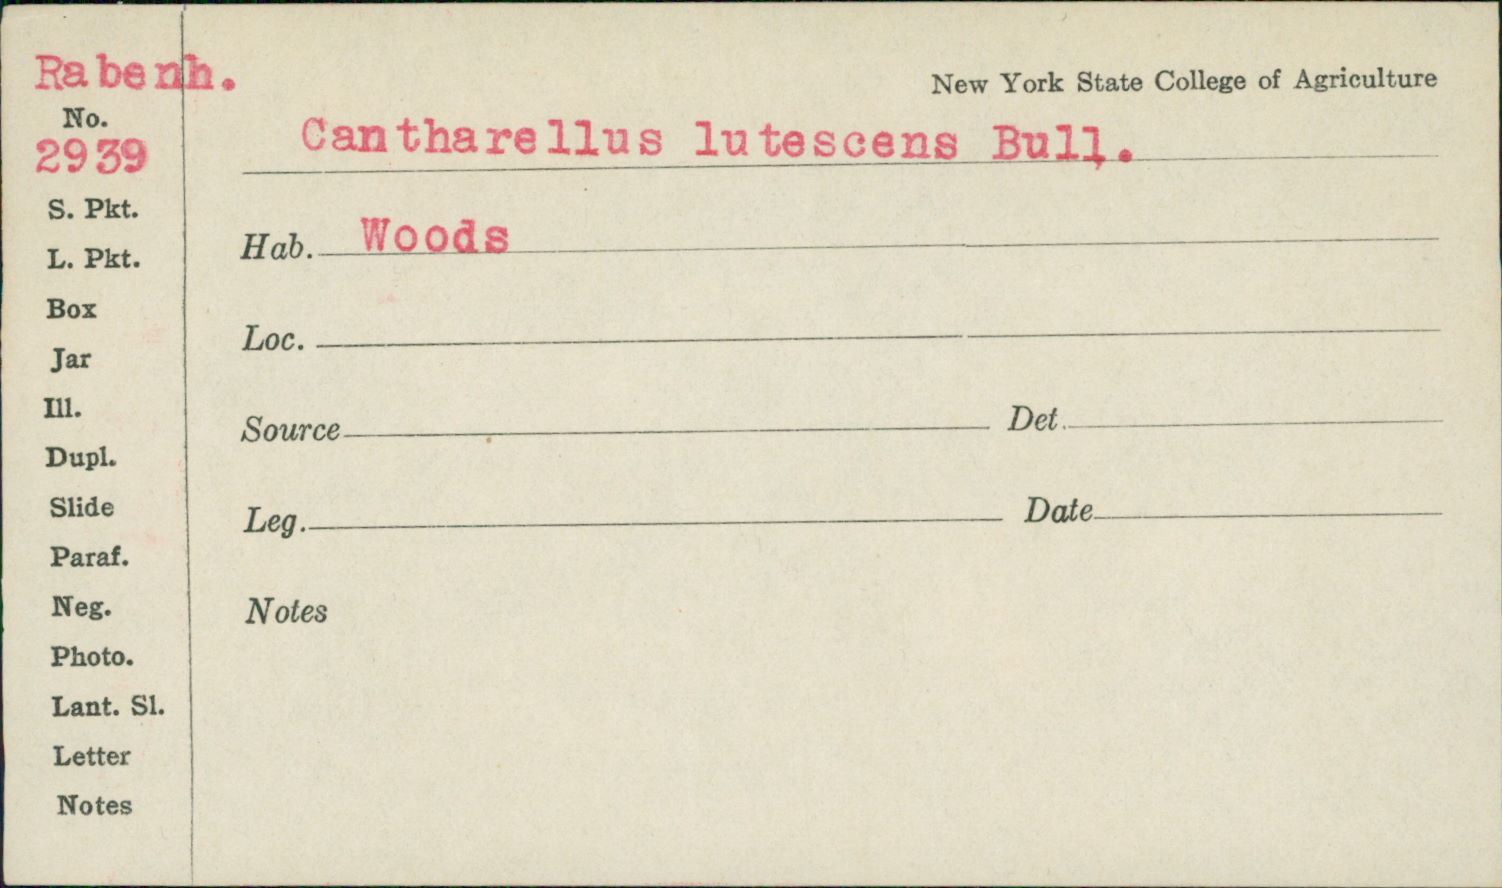 Rabenh.
No.
2939
S. Pkt.
L. Pkt.
Box
Jar
Ill.
Dupl.
Slide
Paraf.
Neg.
Photo.
Lant. Sl.
Letter
Notes
New York State College of Agriculture
Cantharellus lutescens Bull.
Hab. Woods
Loc.
Source Det.
Leg. Date
Notes